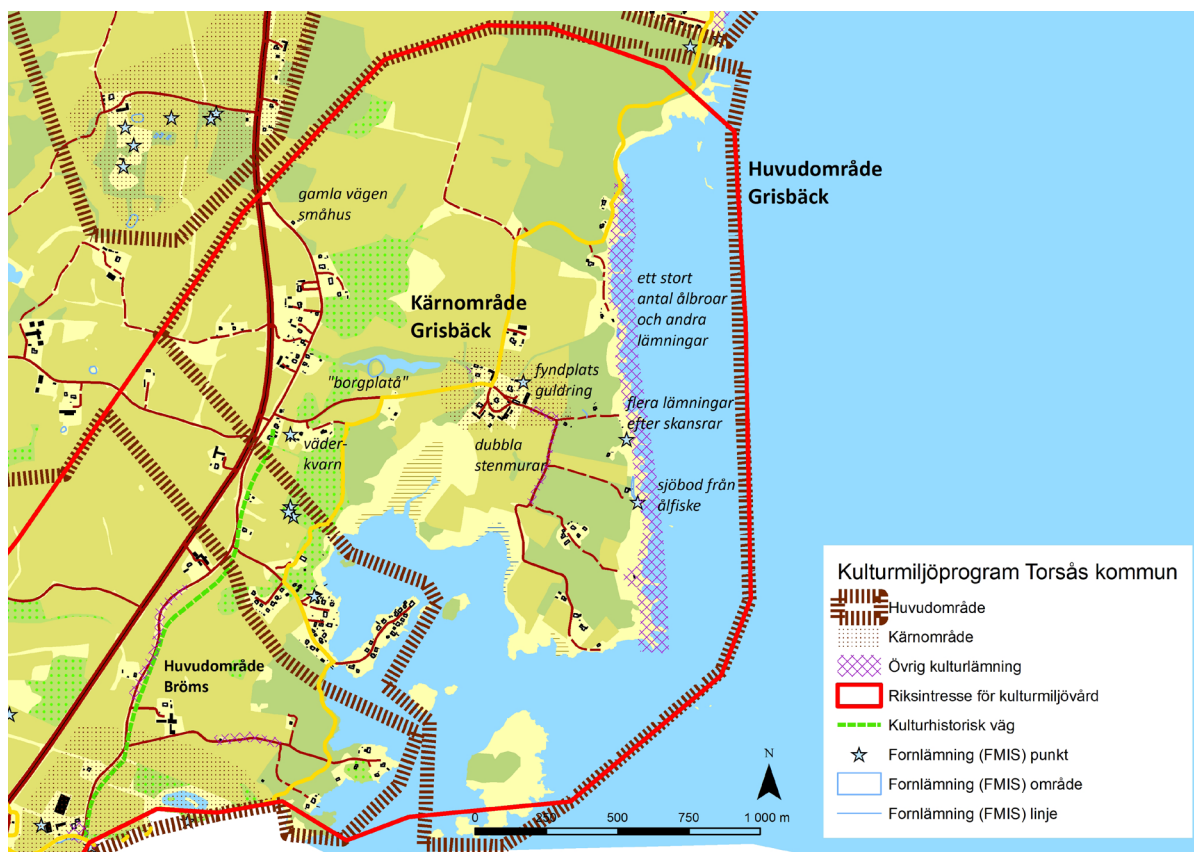 gamla vägen
småhus
Huvudområde
Grisbäck
ett stort
antal ålbroar
och andra
lämningar
Kärnområde
Grisbäck
"borgplatå"
fyndplats
guldring
flera lämningar
efter skansrar
väder-
kvarn
dubbla
stenmurar
sjöbod från
ålfiske
Huvudområde
Bröms
Kulturmiljöprogram Torsås kommun
Huvudområde
Kärnområde
Övrig kulturlämning
Riksintresse för kulturmiljövård
Kulturhistorisk väg
Fornlämning (FMIS) punkt
Fornlämning (FMIS) område
Fornlämning (FMIS) linje
N
0 250 500 750 1 000 m